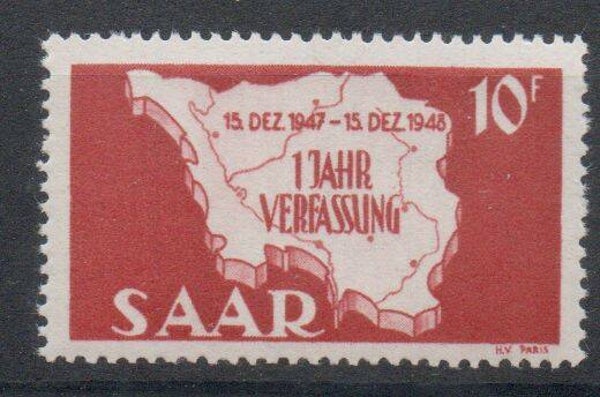 10F
15. DEZ. 1947 – 15. DEZ. 1948
1 JAHR
VERFASSUNG
SAAR
H.V. PARIS